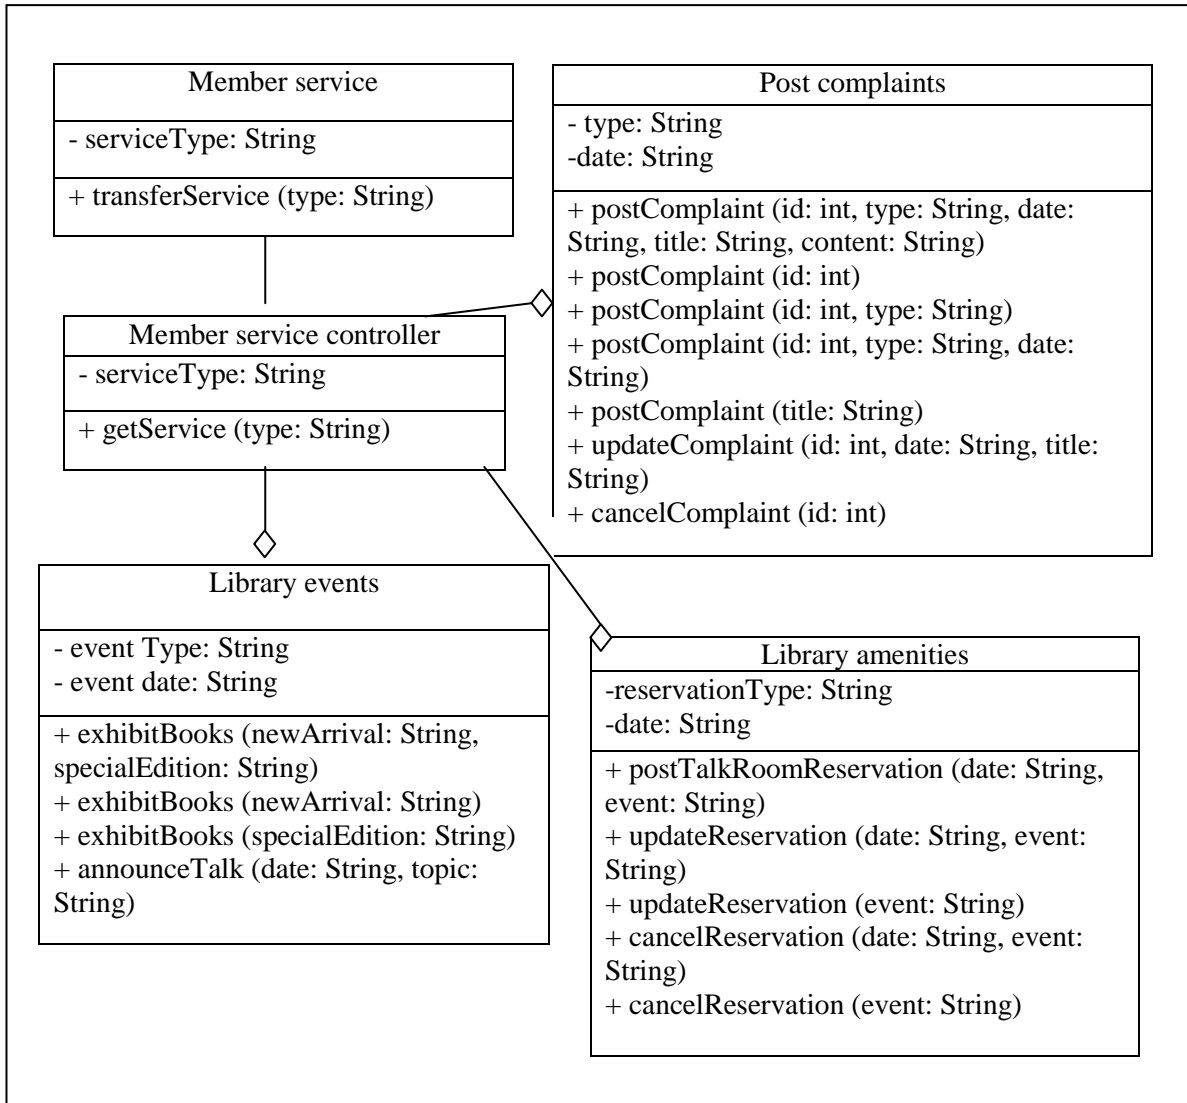 Member service
- serviceType: String
+ transferService (type: String)
Post complaints
- type: String
-date: String
+ postComplaint (id: int, type: String, date:
String, title: String, content: String)
+ postComplaint (id: int)
+ postComplaint (id: int, type: String)
+ postComplaint (id: int, type: String, date:
String)
+ postComplaint (title: String)
+ updateComplaint (id: int, date: String, title:
String)
+ cancelComplaint (id: int)
Member service controller
- serviceType: String
+ getService (type: String)
Library events
- event Type: String
- event date: String
+ exhibitBooks (newArrival: String,
specialEdition: String)
+ exhibitBooks (newArrival: String)
+ exhibitBooks (specialEdition: String)
+ announceTalk (date: String, topic:
String)
Library amenities
-reservationType: String
-date: String
+ postTalkRoomReservation (date: String,
event: String)
+ updateReservation (date: String, event:
String)
+ updateReservation (event: String)
+ cancelReservation (date: String, event:
String)
+ cancelReservation (event: String)